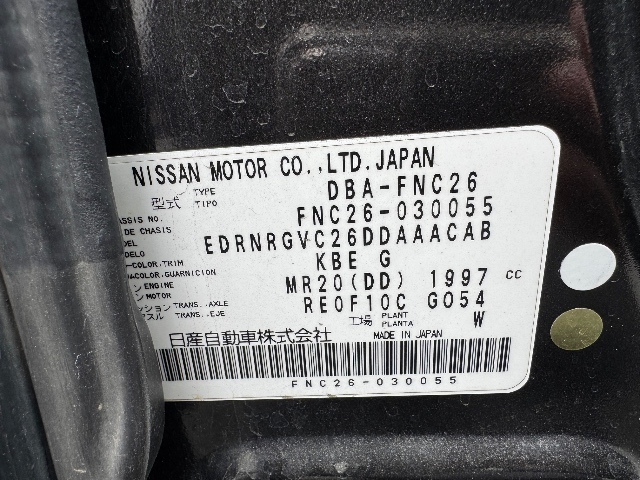 NISSAN MOTOR CO.,LTD.JAPAN
型式 TYPE TIPO DBA-FNC26
ASSIS NO. DE CHASIS FNC26-030055
DEL DELO EDRNRGVC26DDAAACAB
-COLOR,TRIM &COLOR,GUARNICION KBE G
ン ENGINE MOTOR MR20(DD) 1997 cc
ション TRANS.,AXLE スル TRANS.,EJE RE0F10C G054
工場 PLANT PLANTA W
日産自動車株式会社 MADE IN JAPAN
FNC26-030055